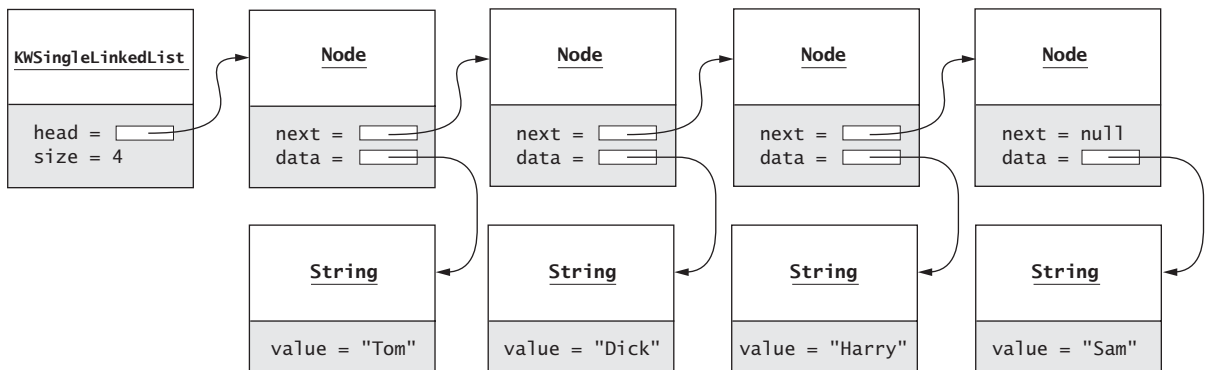 KWSingleLinkedList
head =
size = 4
Node
next =
data =
Node
next =
data =
Node
next =
data =
Node
next = null
data =
String
value = "Tom"
String
value = "Dick"
String
value = "Harry"
String
value = "Sam"